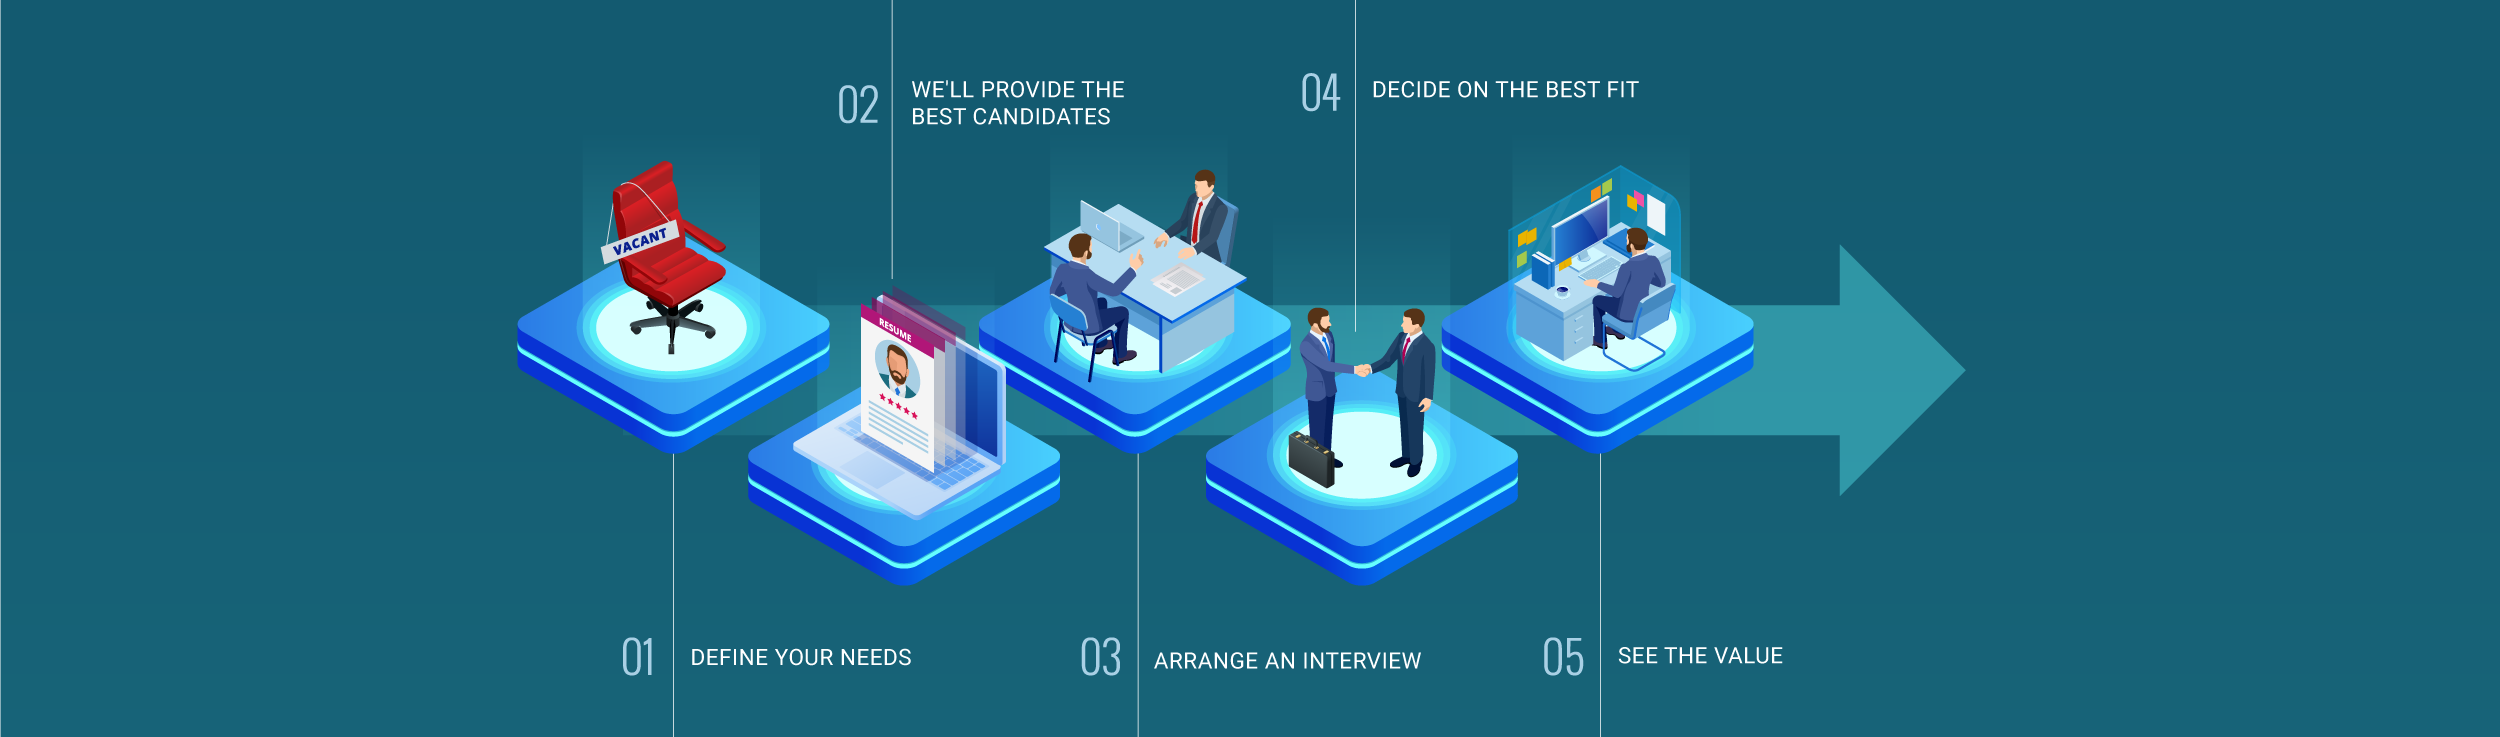 02
WE'LL PROVIDE THE
BEST CANDIDATES
04
DECIDE ON THE BEST FIT
VACANT
RESUME
01
DEFINE YOUR NEEDS
03
ARRANGE AN INTERVIEW
05
SEE THE VALUE